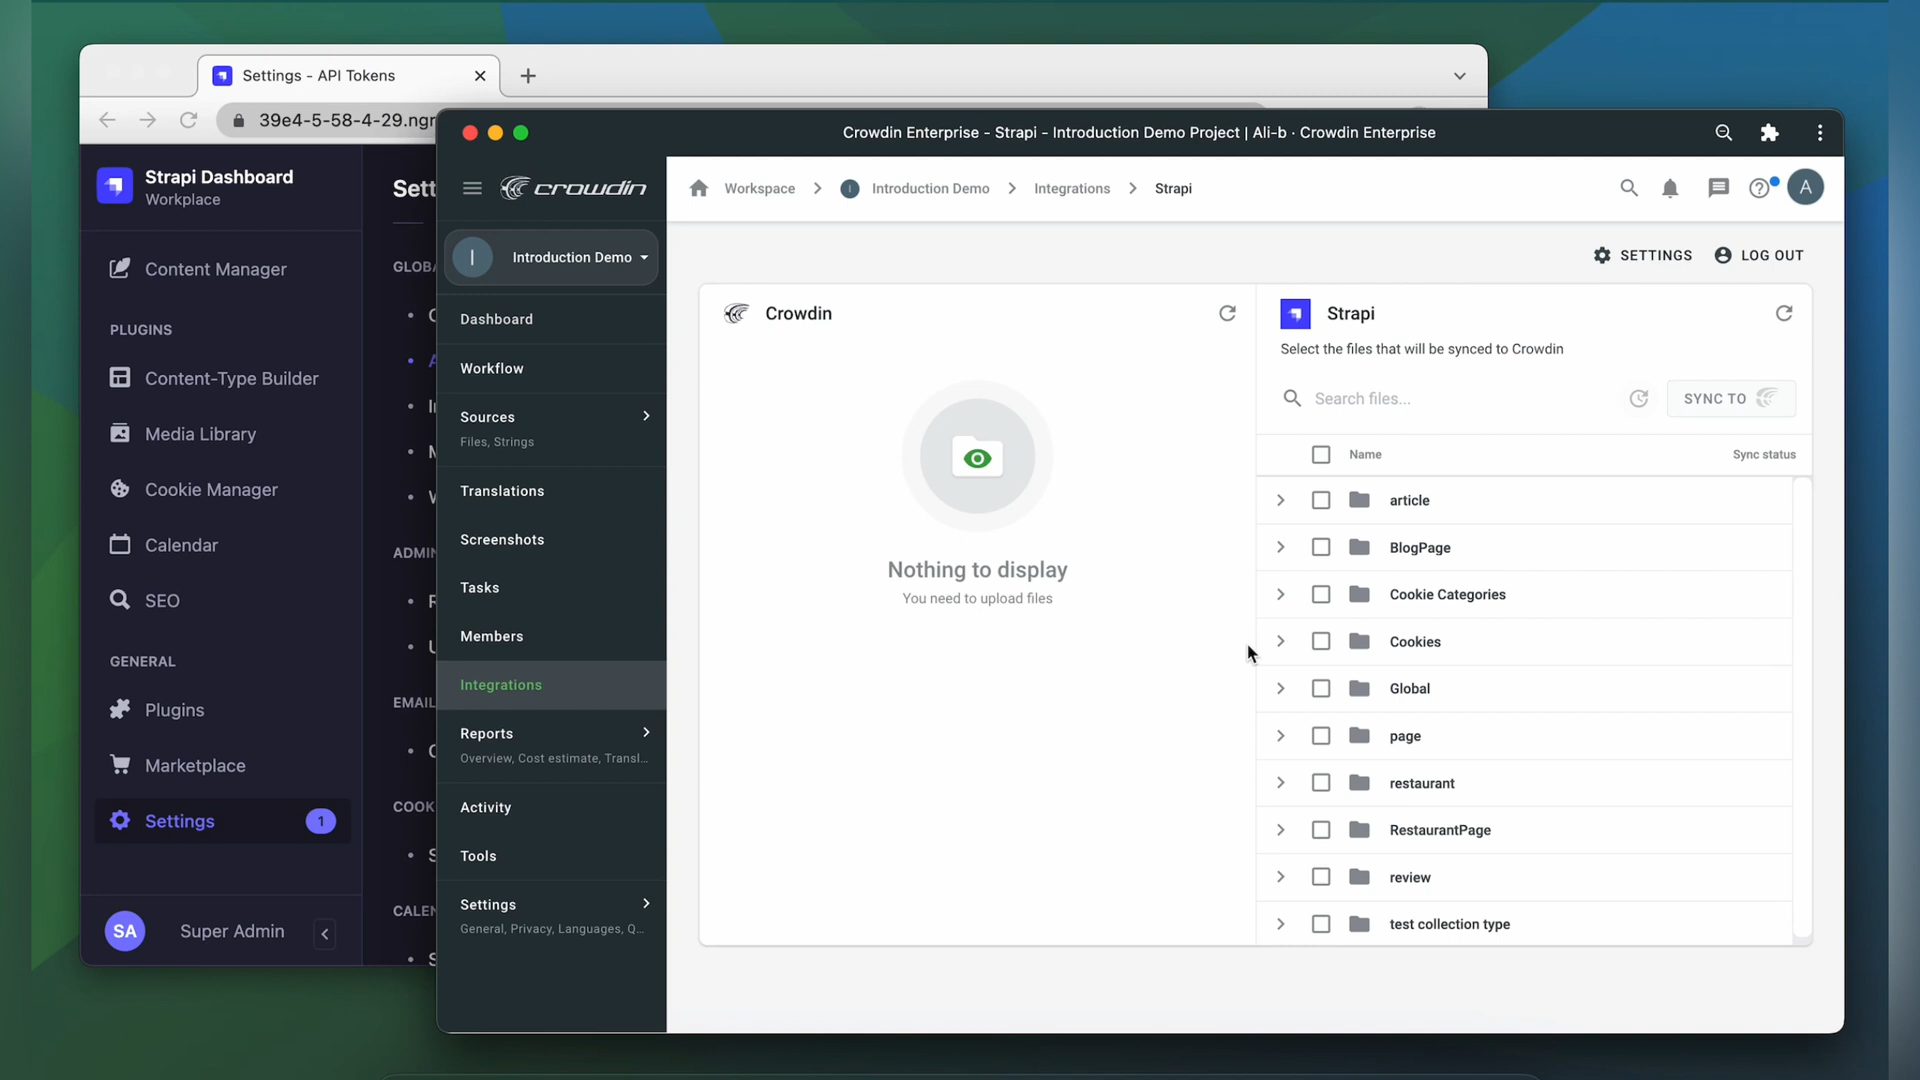 Settings - API Tokens
39e4-5-58-4-29.ngr
Strapi Dashboard
Workplace
Content Manager
PLUGINS
Content-Type Builder
Media Library
Cookie Manager
Calendar
SEO
GENERAL
Plugins
Marketplace
Settings
1
SA
Super Admin
Sett
GLOBA
ADMIN
EMAIL
COOK
CALEN
Crowdin Enterprise - Strapi - Introduction Demo Project | Ali-b · Crowdin Enterprise
crowdin
I
Introduction Demo
Dashboard
Workflow
Sources
Files, Strings
Translations
Screenshots
Tasks
Members
Integrations
Reports
Overview, Cost estimate, Transl...
Activity
Tools
Settings
General, Privacy, Languages, Q...
Workspace
I
Introduction Demo
Integrations
Strapi
A
SETTINGS
LOG OUT
Crowdin
Nothing to display
You need to upload files
Strapi
Select the files that will be synced to Crowdin
Search files...
SYNC TO
Name
Sync status
article
BlogPage
Cookie Categories
Cookies
Global
page
restaurant
RestaurantPage
review
test collection type